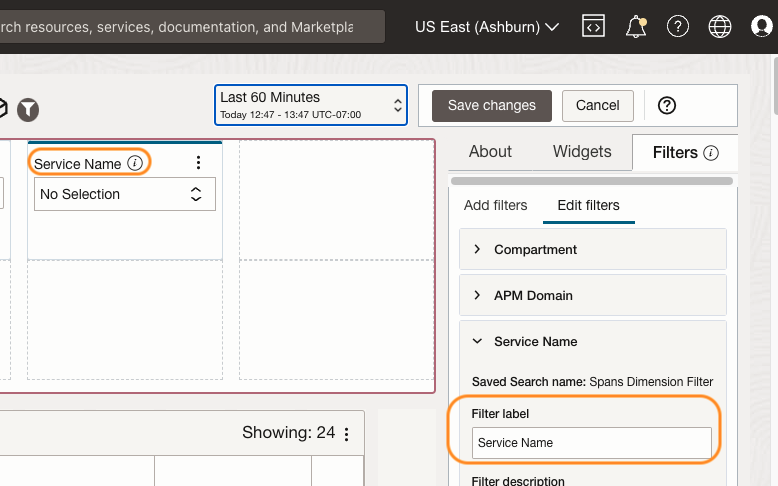 rch resources, services, documentation, and Marketpla
US East (Ashburn)
Last 60 Minutes
Today 12:47 - 13:47 UTC-07:00
Save changes
Cancel
Service Name
No Selection
About
Widgets
Filters
Add filters
Edit filters
Compartment
APM Domain
Service Name
Saved Search name: Spans Dimension Filter
Filter label
Service Name
Filter description
Showing: 24